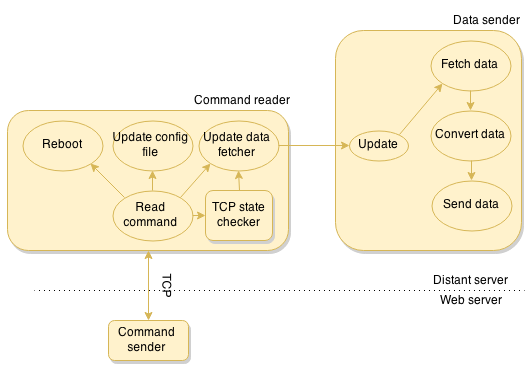 Data sender
Fetch data
Command reader
Reboot
Update config
file
Update data
fetcher
Update
Convert data
Read
command
TCP state
checker
Send data
TCP
Distant server
Web server
Command
sender